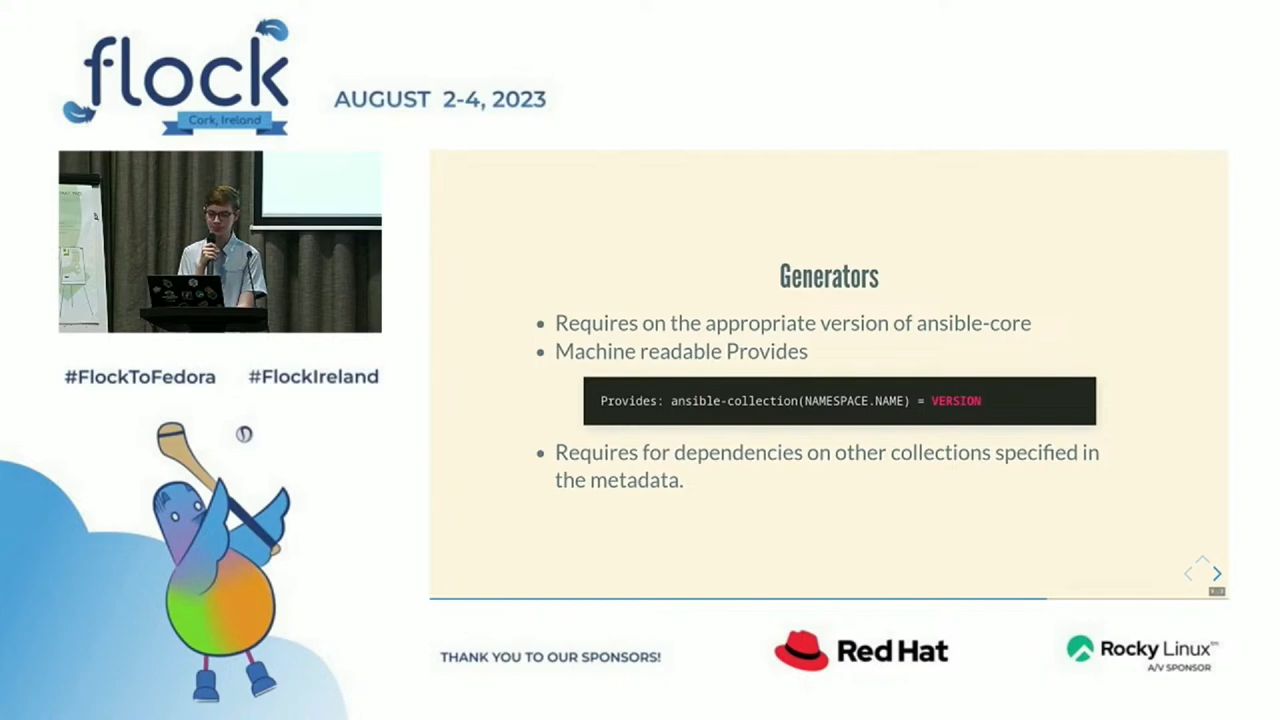 flock
Cork, Ireland
AUGUST 2-4, 2023
#FlockToFedora #FlockIreland
Generators
Requires on the appropriate version of ansible-core
Machine readable Provides
Provides: ansible-collection(NAMESPACE.NAME) = VERSION
Requires for dependencies on other collections specified in
the metadata.
THANK YOU TO OUR SPONSORS!
Red Hat
Rocky Linux™
A/V SPONSOR